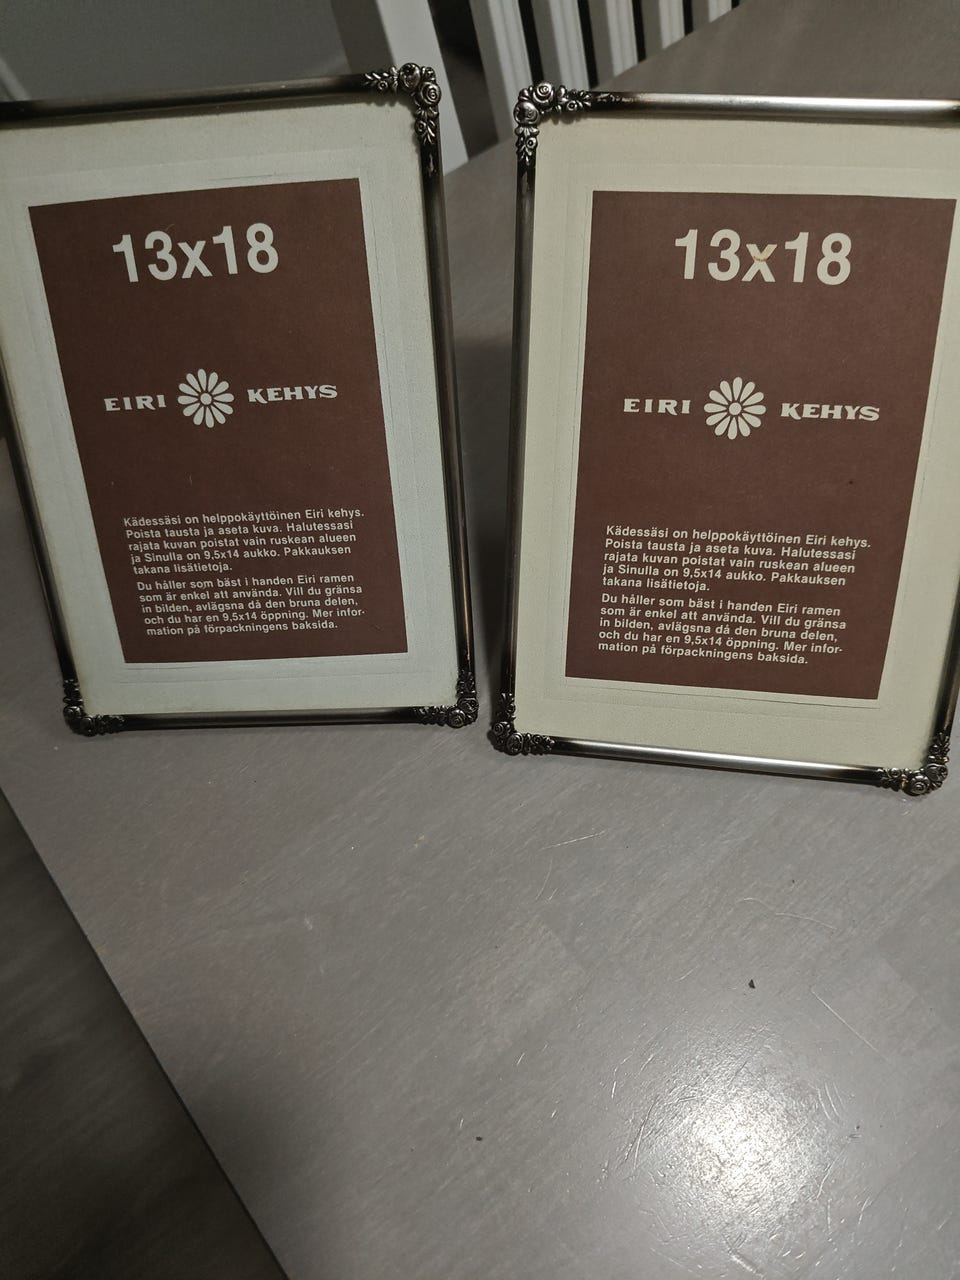 13x18
EIRI KEHYS
Kädessäsi on helppokäyttöinen Eiri kehys.
Poista tausta ja aseta kuva. Halutessasi
rajata kuvan poistat vain ruskean alueen
ja Sinulla on 9,5x14 aukko. Pakkauksen
takana lisätietoja.
Du håller som bäst i handen Eiri ramen
som är enkel att använda. Vill du gränsa
in bilden, avlägsna då den bruna delen,
och du har en 9,5x14 öppning. Mer infor-
mation på förpackningens baksida.
13x18
EIRI KEHYS
Kädessäsi on helppokäyttöinen Eiri kehys.
Poista tausta ja aseta kuva. Halutessasi
rajata kuvan poistat vain ruskean alueen
ja Sinulla on 9,5x14 aukko. Pakkauksen
takana lisätietoja.
Du håller som bäst i handen Eiri ramen
som är enkel att använda. Vill du gränsa
in bilden, avlägsna då den bruna delen,
och du har en 9,5x14 öppning. Mer infor-
mation på förpackningens baksida.